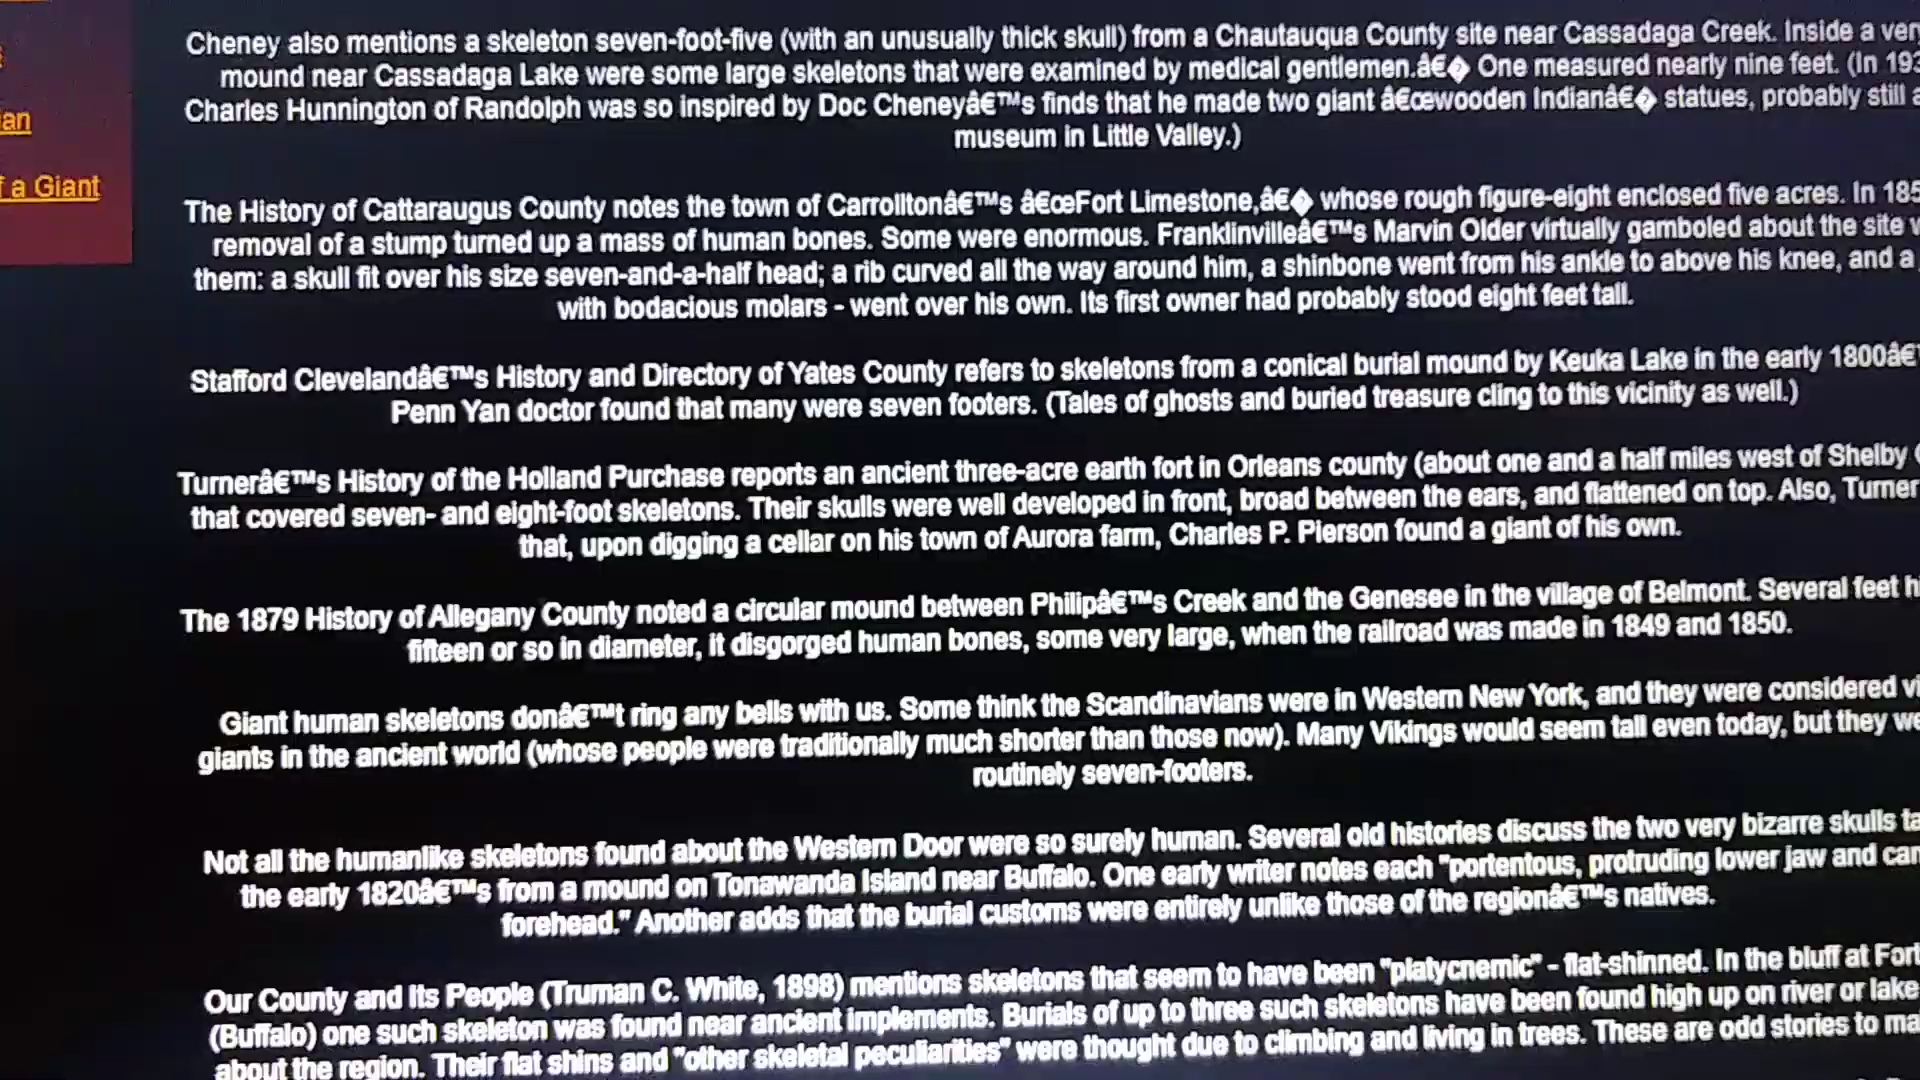 an
f a Giant
Cheney also mentions a skeleton seven-foot-five (with an unusually thick skull) from a Chautauqua County site near Cassadaga Creek. Inside a
mound near Cassadaga Lake were some large skeletons that were examined by medical gentlemen.â€� One measured nearly nine feet. (In
Charles Hunnington of Randolph was so inspired by Doc Cheneyâ€™s finds that he made two giant â€œwooden Indianâ€� statues, probably still
museum in Little Valley.)
The History of Cattaraugus County notes the town of Carrolltonâ€™s â€œFort Limestone,â€� whose rough figure-eight enclosed five acres. In
removal of a stump turned up a mass of human bones. Some were enormous. Franklinvilleâ€™s Marvin Older virtually gamboled about the site
them: a skull fit over his size seven-and-a-half head; a rib curved all the way around him, a shinbone went from his ankle to above his knee, and a
with bodacious molars - went over his own. Its first owner had probably stood eight feet tall.
Stafford Clevelandâ€™s History and Directory of Yates County refers to skeletons from a conical burial mound by Keuka Lake in the early 1800â€
Penn Yan doctor found that many were seven footers. (Tales of ghosts and buried treasure cling to this vicinity as well.)
Turnerâ€™s History of the Holland Purchase reports an ancient three-acre earth fort in Orleans county (about one and a half miles west of Shelby
that covered seven- and eight-foot skeletons. Their skulls were well developed in front, broad between the ears, and flattened on top. Also, Turner
that, upon digging a cellar on his town of Aurora farm, Charles P. Pierson found a giant of his own.
The 1879 History of Allegany County noted a circular mound between Philipâ€™s Creek and the Genesee in the village of Belmont. Several feet
fifteen or so in diameter, it disgorged human bones, some very large, when the railroad was made in 1849 and 1850.
Giant human skeletons donâ€™t ring any bells with us. Some think the Scandinavians were in Western New York, and they were considered
giants in the ancient world (whose people were traditionally much shorter than those now). Many Vikings would seem tall even today, but they
routinely seven-footers.
Not all the humanlike skeletons found about the Western Door were so surely human. Several old histories discuss the two very bizarre skulls
the early 1820â€™s from a mound on Tonawanda Island near Buffalo. One early writer notes each "portentous, protruding lower jaw and
forehead." Another adds that the burial customs were entirely unlike those of the regionâ€™s natives.
Our County and Its People (Truman C. White, 1898) mentions skeletons that seem to have been "platycnemic" - flat-shinned. In the bluff at Fort
(Buffalo) one such skeleton was found near ancient implements. Burials of up to three such skeletons have been found high up on river or lake
about the region. Their flat shins and "other skeletal peculiarities" were thought due to climbing and living in trees. These are odd stories to